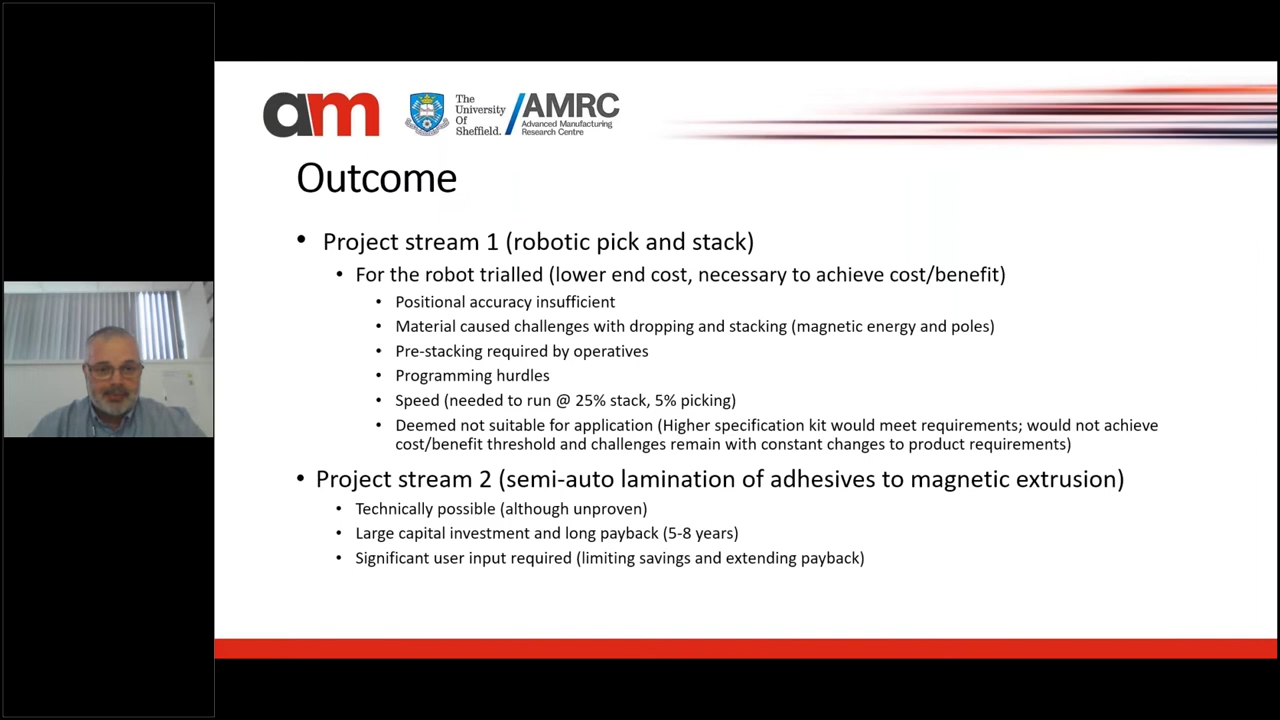 am
The
University
Of
Sheffield.
AMRC
Advanced Manufacturing
Research Centre
Outcome
• Project stream 1 (robotic pick and stack)
• For the robot trialled (lower end cost, necessary to achieve cost/benefit)
• Positional accuracy insufficient
• Material caused challenges with dropping and stacking (magnetic energy and poles)
• Pre-stacking required by operatives
• Programming hurdles
• Speed (needed to run @ 25% stack, 5% picking)
• Deemed not suitable for application (Higher specification kit would meet requirements; would not achieve
cost/benefit threshold and challenges remain with constant changes to product requirements)
• Project stream 2 (semi-auto lamination of adhesives to magnetic extrusion)
• Technically possible (although unproven)
• Large capital investment and long payback (5-8 years)
• Significant user input required (limiting savings and extending payback)